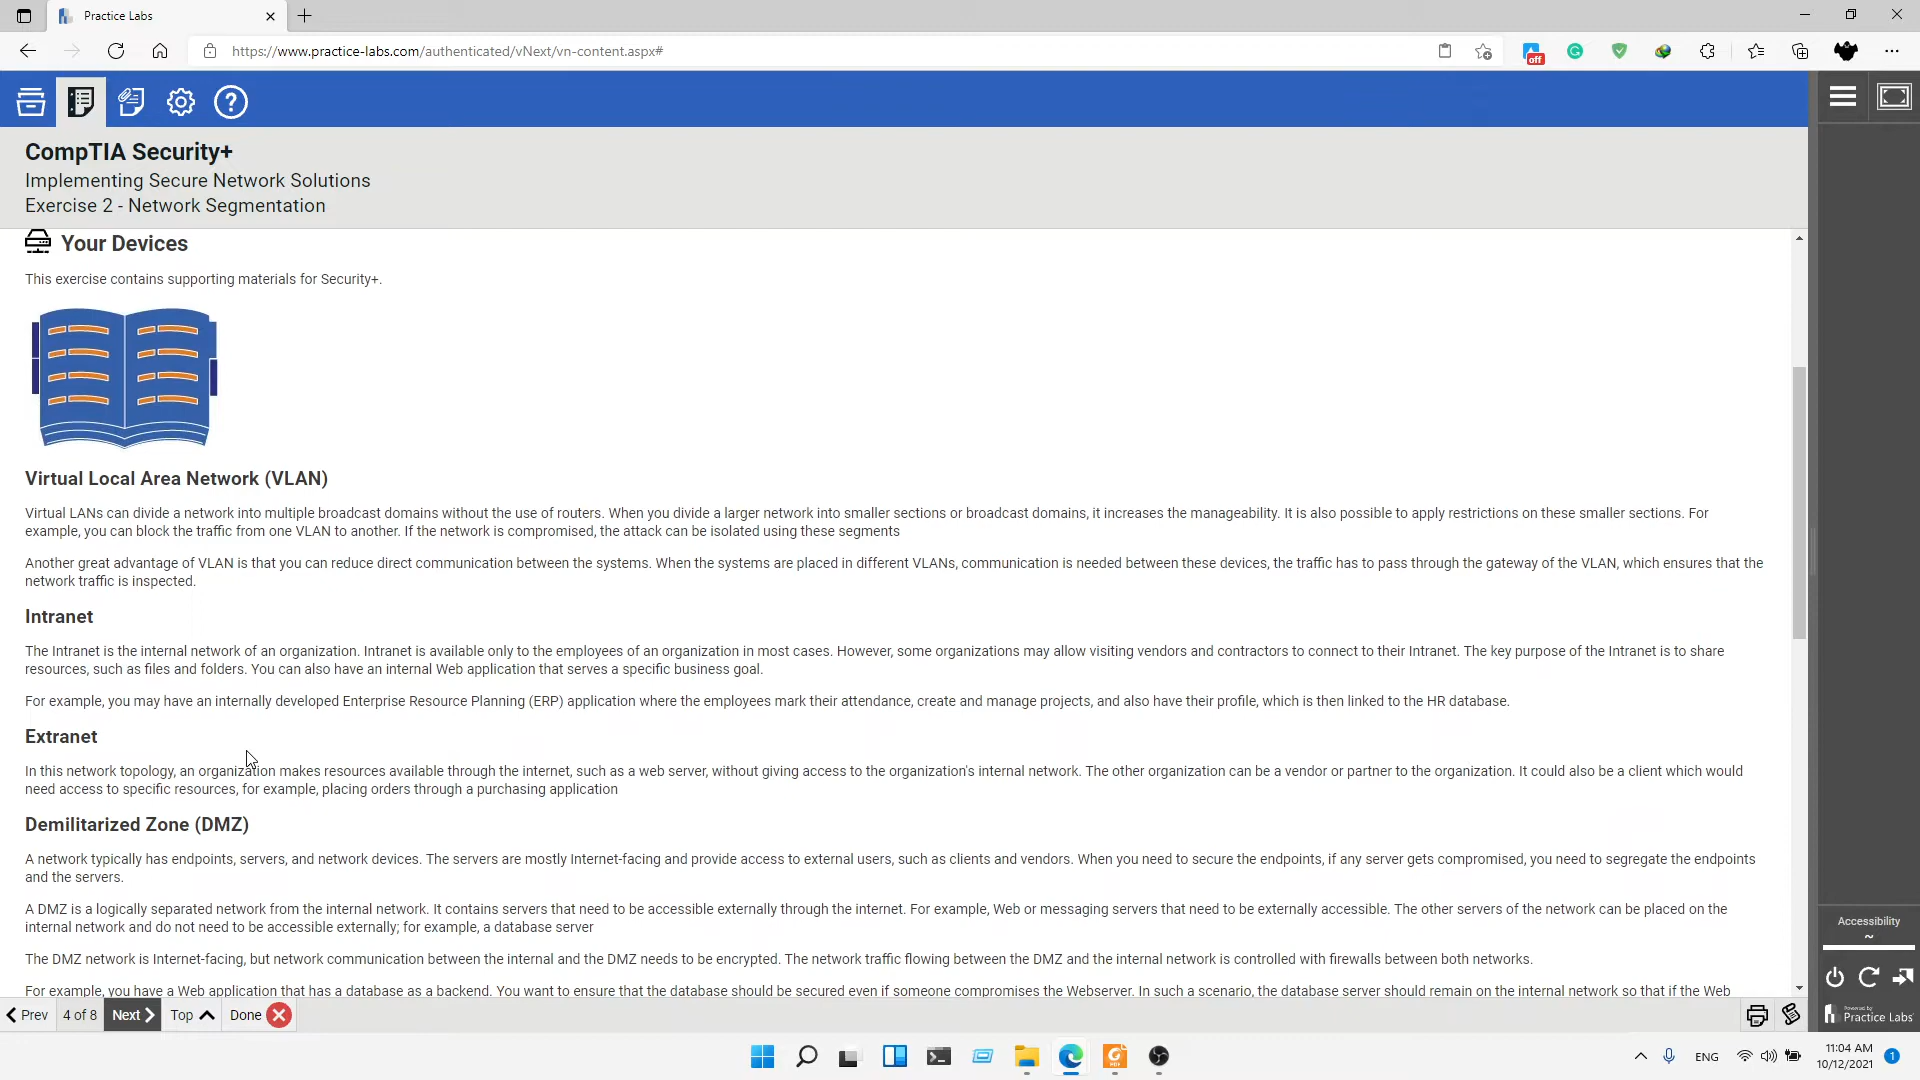 Practice Labs
https://www.practice-labs.com/authenticated/vNext/vn-content.aspx#
off
CompTIA Security+
Implementing Secure Network Solutions
Exercise 2 - Network Segmentation
Your Devices
This exercise contains supporting materials for Security+.
Virtual Local Area Network (VLAN)
Virtual LANs can divide a network into multiple broadcast domains without the use of routers. When you divide a larger network into smaller sections or broadcast domains, it increases the manageability. It is also possible to apply restrictions on these smaller sections. For
example, you can block the traffic from one VLAN to another. If the network is compromised, the attack can be isolated using these segments
Another great advantage of VLAN is that you can reduce direct communication between the systems. When the systems are placed in different VLANs, communication is needed between these devices, the traffic has to pass through the gateway of the VLAN, which ensures that the
network traffic is inspected.
Intranet
The Intranet is the internal network of an organization. Intranet is available only to the employees of an organization in most cases. However, some organizations may allow visiting vendors and contractors to connect to their Intranet. The key purpose of the Intranet is to share
resources, such as files and folders. You can also have an internal Web application that serves a specific business goal.
For example, you may have an internally developed Enterprise Resource Planning (ERP) application where the employees mark their attendance, create and manage projects, and also have their profile, which is then linked to the HR database.
Extranet
In this network topology, an organization makes resources available through the internet, such as a web server, without giving access to the organization's internal network. The other organization can be a vendor or partner to the organization. It could also be a client which would
need access to specific resources, for example, placing orders through a purchasing application
Demilitarized Zone (DMZ)
A network typically has endpoints, servers, and network devices. The servers are mostly Internet-facing and provide access to external users, such as clients and vendors. When you need to secure the endpoints, if any server gets compromised, you need to segregate the endpoints
and the servers.
A DMZ is a logically separated network from the internal network. It contains servers that need to be accessible externally through the internet. For example, Web or messaging servers that need to be externally accessible. The other servers of the network can be placed on the
internal network and do not need to be accessible externally; for example, a database server
The DMZ network is Internet-facing, but network communication between the internal and the DMZ needs to be encrypted. The network traffic flowing between the DMZ and the internal network is controlled with firewalls between both networks.
For example, you have a Web application that has a database as a backend. You want to ensure that the database should be secured even if someone compromises the Webserver. In such a scenario, the database server should remain on the internal network so that if the Web
Accessibility
~
Prev 4 of 8 Next Top Done
Powered by
Practice Labs
ENG
11:04 AM
10/12/2021
1